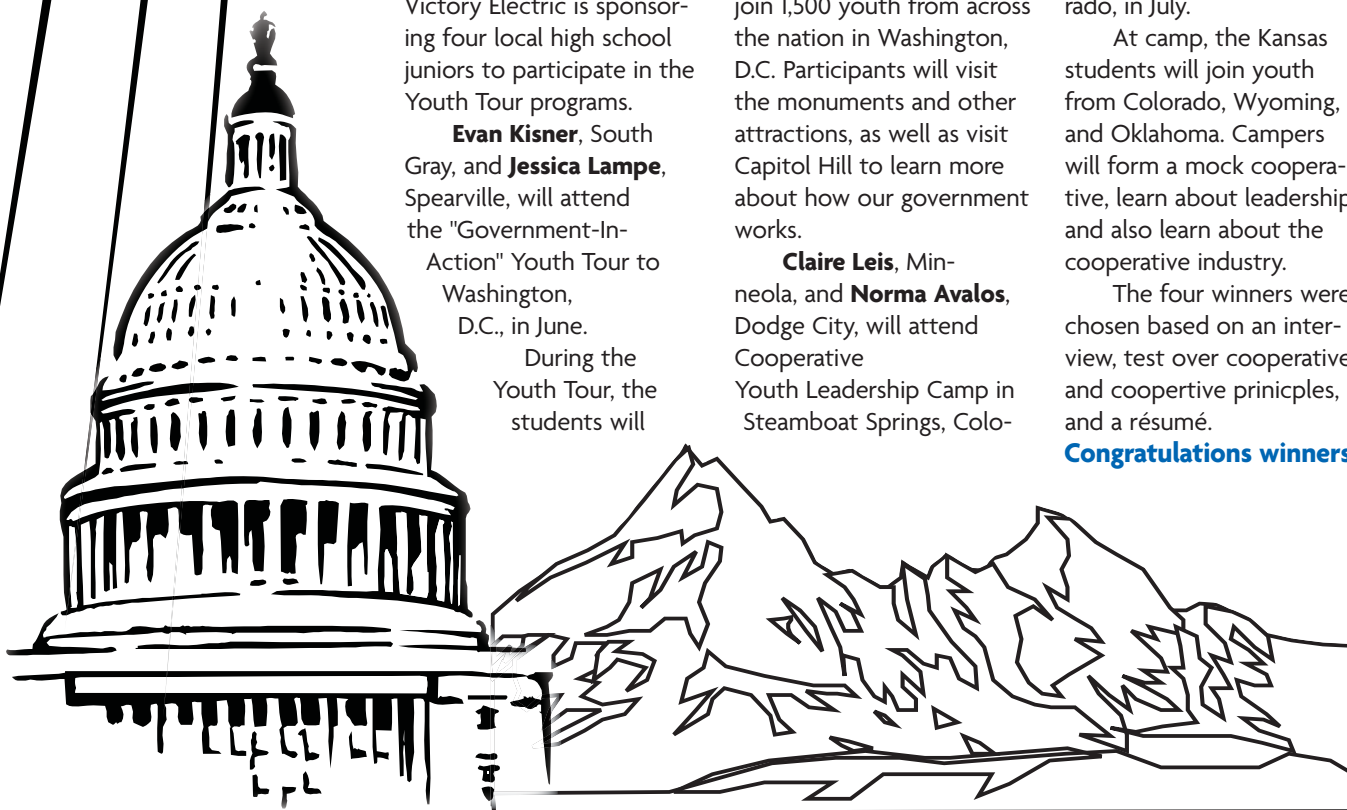 Victory Electric is sponsor-
ing four local high school
juniors to participate in the
Youth Tour programs.
Evan Kisner, South
Gray, and Jessica Lampe,
Spearville, will attend
the "Government-In-
Action" Youth Tour to
Washington,
D.C., in June.
During the
Youth Tour, the
students will
join 1,500 youth from across
the nation in Washington,
D.C. Participants will visit
the monuments and other
attractions, as well as visit
Capitol Hill to learn more
about how our government
works.
Claire Leis, Min-
neola, and Norma Avalos,
Dodge City, will attend
Cooperative
Youth Leadership Camp in
Steamboat Springs, Colo-
rado, in July.
At camp, the Kansas
students will join youth
from Colorado, Wyoming,
and Oklahoma. Campers
will form a mock coopera-
tive, learn about leadership
and also learn about the
cooperative industry.
The four winners were
chosen based on an inter-
view, test over cooperative
and coopertive prinicples,
and a résumé.
Congratulations winners